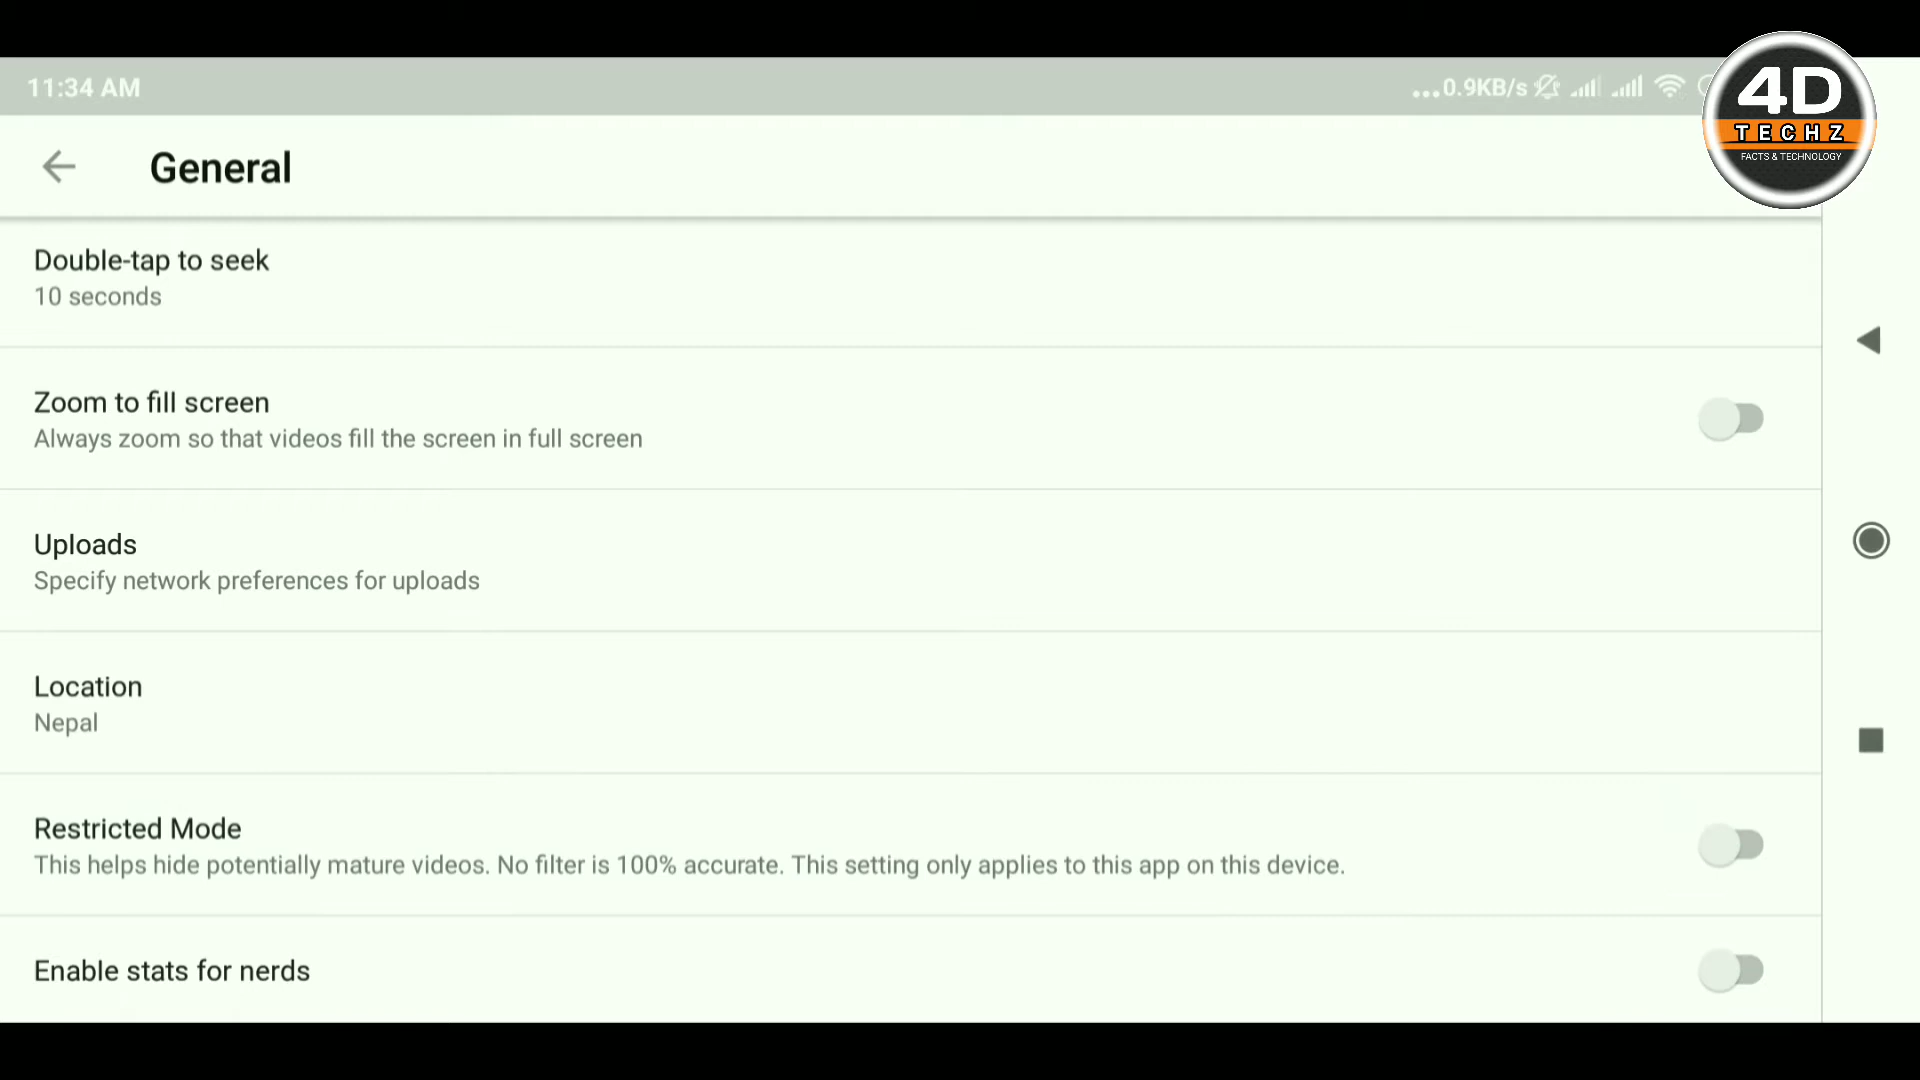 11:34 AM
...0.9KB/s
4D
TECHZ
FACTS & TECHNOLOGY
General
Double-tap to seek
10 seconds
Zoom to fill screen
Always zoom so that videos fill the screen in full screen
Uploads
Specify network preferences for uploads
Location
Nepal
Restricted Mode
This helps hide potentially mature videos. No filter is 100% accurate. This setting only applies to this app on this device.
Enable stats for nerds